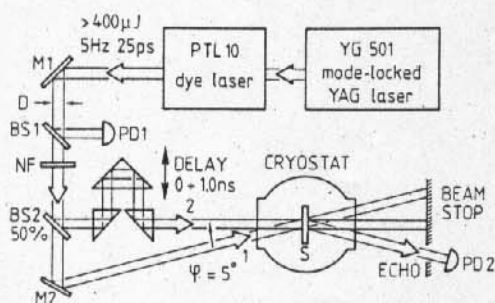 >400μJ
5Hz 25ps
PTL 10
dye laser
YG 501
mode-locked
YAG laser
M1
D
BS1
PD1
NF
DELAY
0 ÷ 1.0ns
CRYOSTAT
BS2
50%
2
1
S
BEAM
STOP
φ = 5°
M2
ECHO
PD2